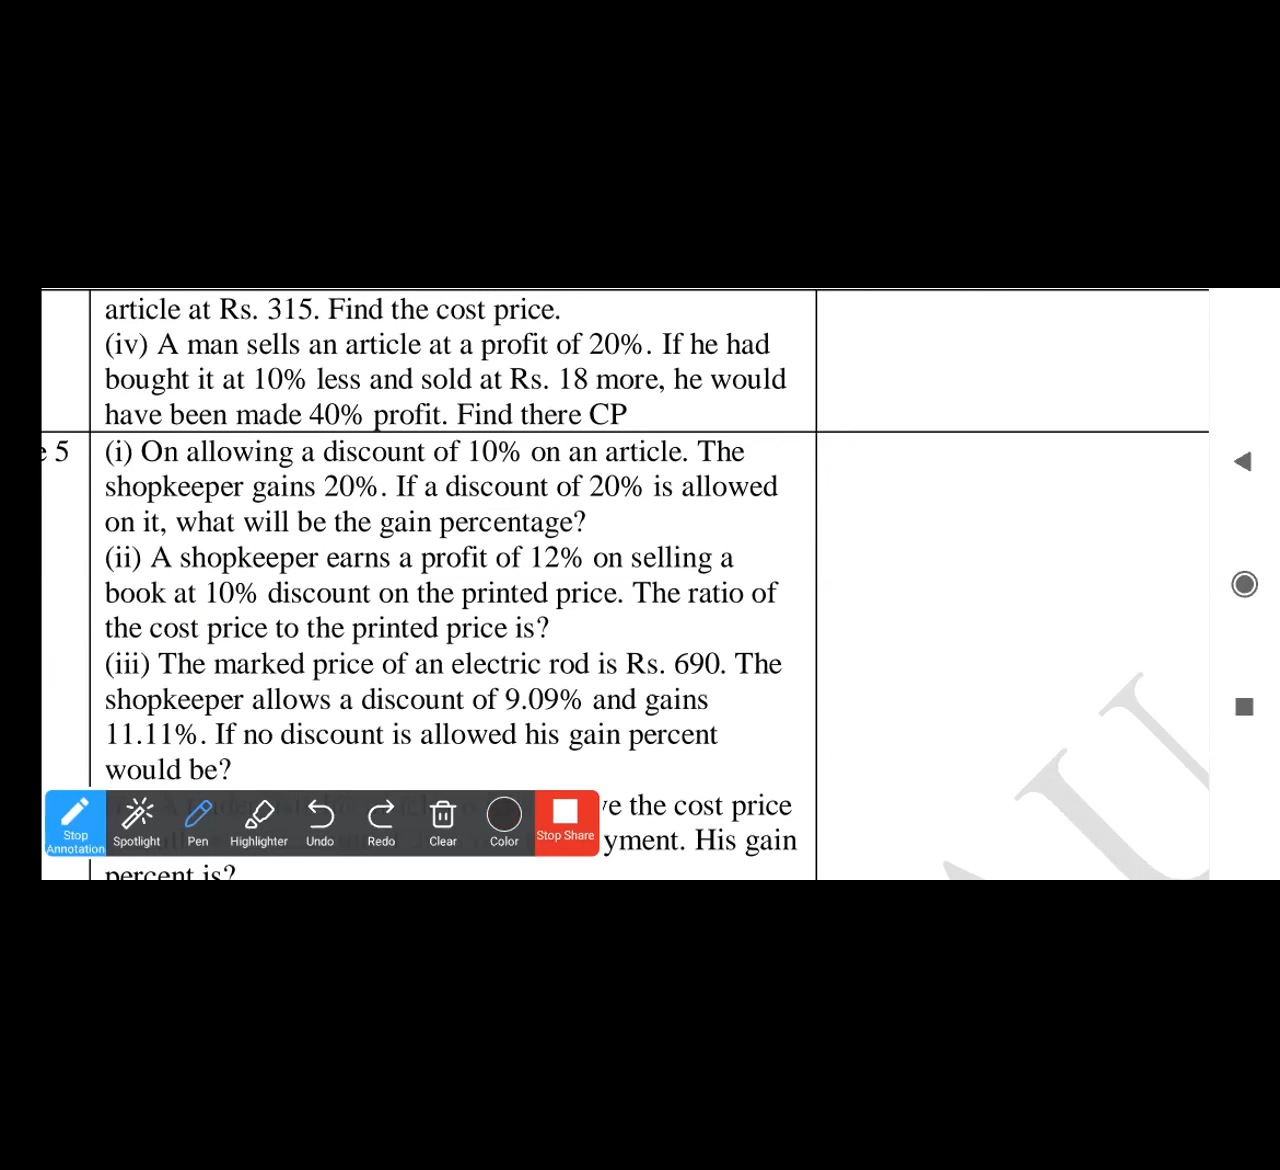 article at Rs. 315. Find the cost price.
(iv) A man sells an article at a profit of 20%. If he had
bought it at 10% less and sold at Rs. 18 more, he would
have been made 40% profit. Find there CP
5
(i) On allowing a discount of 10% on an article. The
shopkeeper gains 20%. If a discount of 20% is allowed
on it, what will be the gain percentage?
(ii) A shopkeeper earns a profit of 12% on selling a
book at 10% discount on the printed price. The ratio of
the cost price to the printed price is?
(iii) The marked price of an electric rod is Rs. 690. The
shopkeeper allows a discount of 9.09% and gains
11.11%. If no discount is allowed his gain percent
would be?
the cost price
yment. His gain
percent is?
Stop Annotation
Spotlight
Pen
Highlighter
Undo
Redo
Clear
Color
Stop Share